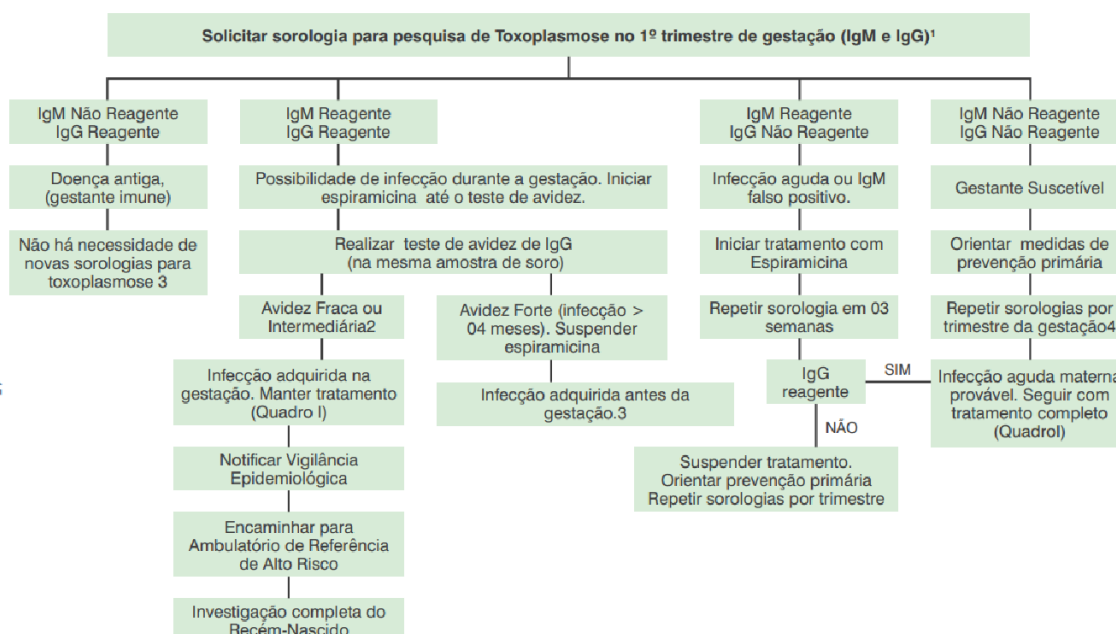 Solicitar sorologia para pesquisa de Toxoplasmose no 1º trimestre de gestação (IgM e IgG)¹
IgM Não Reagente
IgG Reagente
IgM Reagente
IgG Reagente
IgM Reagente
IgG Não Reagente
IgM Não Reagente
IgG Não Reagente
Doença antiga,
(gestante imune)
Possibilidade de infecção durante a gestação. Iniciar
espiramicina até o teste de avidez.
Infecção aguda ou IgM
falso positivo.
Gestante Suscetível
Não há necessidade de
novas sorologias para
toxoplasmose 3
Realizar teste de avidez de IgG
(na mesma amostra de soro)
Iniciar tratamento com
Espiramicina
Orientar medidas de
prevenção primária
Avidez Fraca ou
Intermediária2
Avidez Forte (infecção >
04 meses). Suspender
espiramicina
Repetir sorologia em 03
semanas
Repetir sorologias por
trimestre da gestação4
Infecção adquirida na
gestação. Manter tratamento
(Quadro I)
Infecção adquirida antes da
gestação.3
IgG
reagente
SIM
Infecção aguda materna
provável. Seguir com
tratamento completo
(QuadroI)
NÃO
Notificar Vigilância
Epidemiológica
Suspender tratamento.
Orientar prevenção primária
Repetir sorologias por trimestre
Encaminhar para
Ambulatório de Referência
de Alto Risco
Investigação completa do
Recém-Nascido